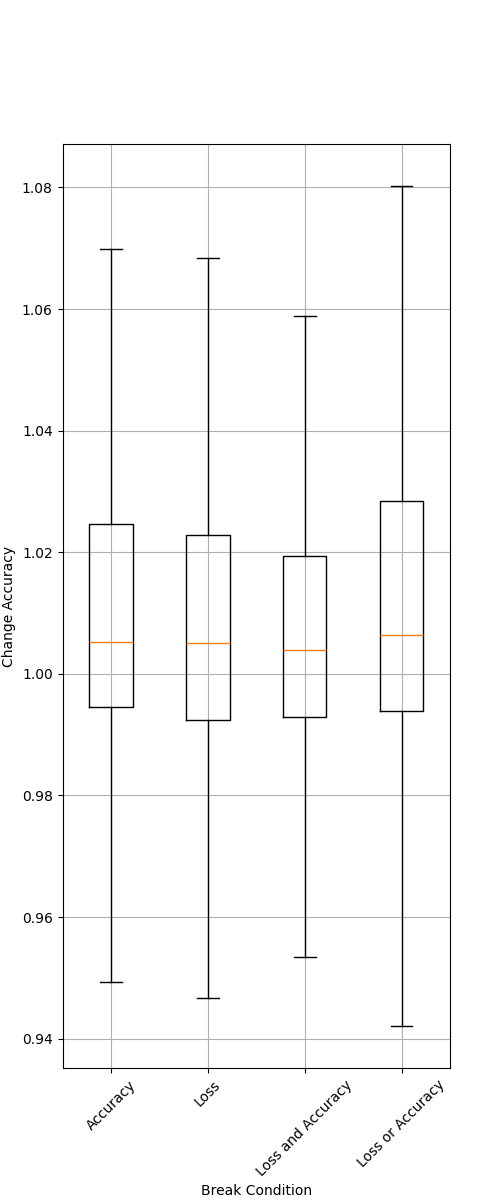 1.08
1.06
1.04
1.02
1.00
0.98
0.96
0.94
Change Accuracy
Accuracy
Loss
Loss and Accuracy
Loss or Accuracy
Break Condition